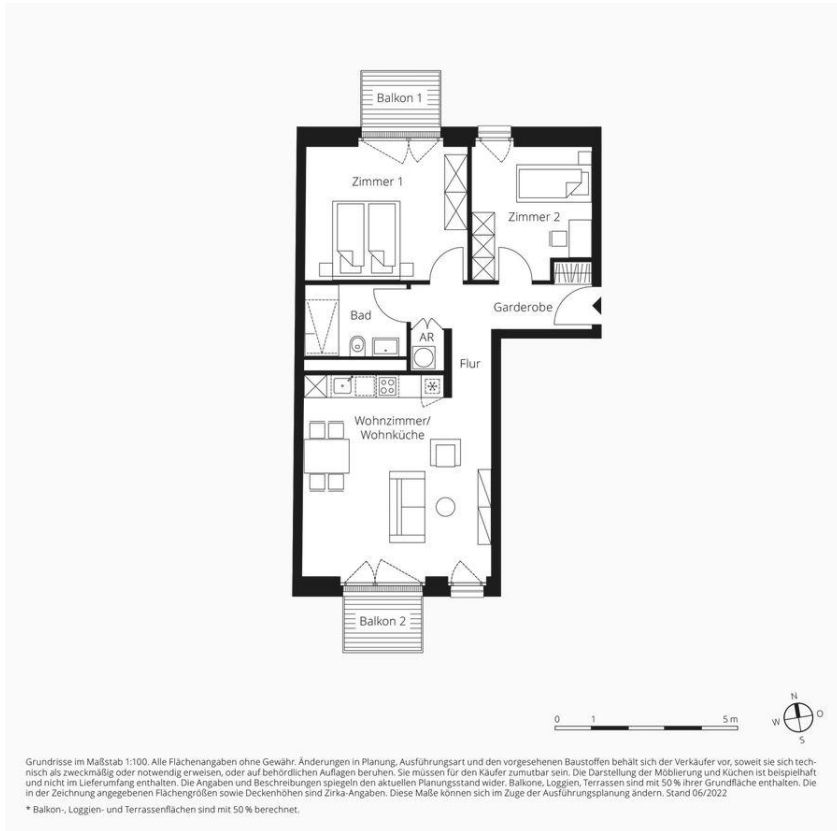 Balkon 1
Zimmer 1
Zimmer 2
Garderobe
Bad
AR
Flur
Wohnzimmer/
Wohnküche
Balkon 2
0 1 5 m
N
W O
S
Grundrisse im Maßstab 1:100. Alle Flächenangaben ohne Gewähr. Änderungen in Planung, Ausführungsart und den vorgesehenen Baustoffen behält sich der Verkäufer vor, soweit sie sich tech-
nisch als zweckmäßig oder notwendig erweisen, oder auf behördlichen Auflagen beruhen. Sie müssen für den Käufer zumutbar sein. Die Darstellung der Möblierung und Küchen ist beispielhaft
und nicht im Lieferumfang enthalten. Die Angaben und Beschreibungen spiegeln den aktuellen Planungsstand wider. Balkone, Loggien, Terrassen sind mit 50 % ihrer Grundfläche enthalten. Die
in der Zeichnung angegebenen Flächengrößen sowie Deckenhöhen sind Zirka-Angaben. Diese Maße können sich im Zuge der Ausführungsplanung ändern. Stand 06/2022
* Balkon-, Loggien- und Terrassenflächen sind mit 50 % berechnet.